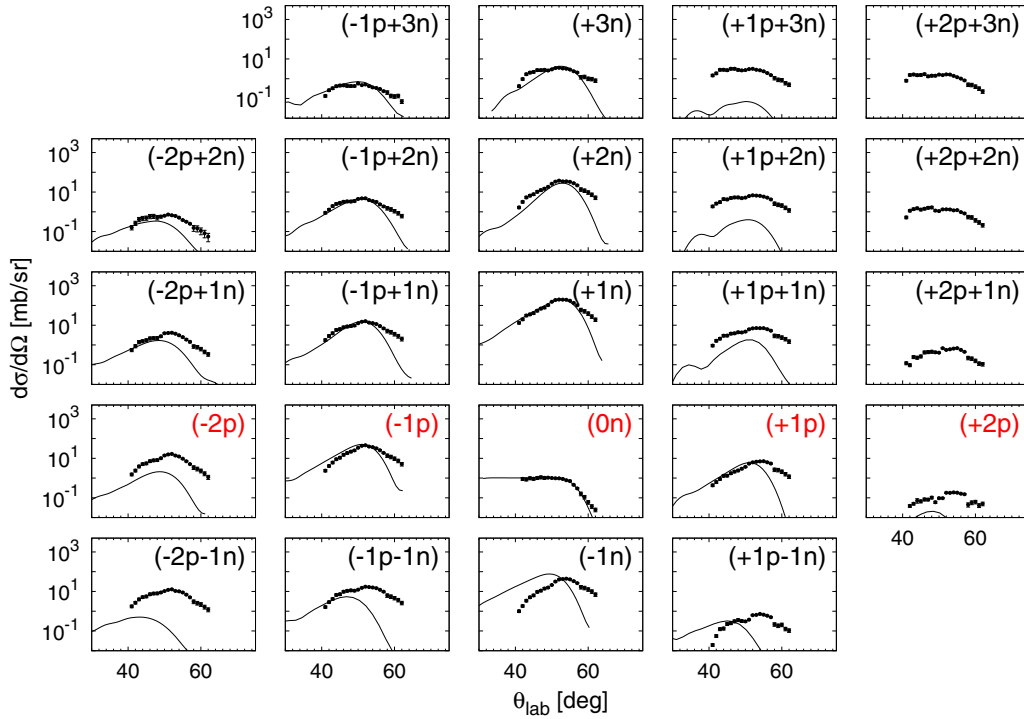 (-1p+3n) (+3n) (+1p+3n) (+2p+3n)
10^3
10^1
10^-1
(-2p+2n) (-1p+2n) (+2n) (+1p+2n) (+2p+2n)
10^3
10^1
10^-1
(-2p+1n) (-1p+1n) (+1n) (+1p+1n) (+2p+1n)
10^3
10^1
10^-1
dσ/dΩ [mb/sr]
(-2p) (-1p) (0n) (+1p) (+2p)
10^3
10^1
10^-1
40 60
(-2p-1n) (-1p-1n) (-1n) (+1p-1n)
10^3
10^1
10^-1
40 60 40 60 40 60 40 60
θ_lab [deg]